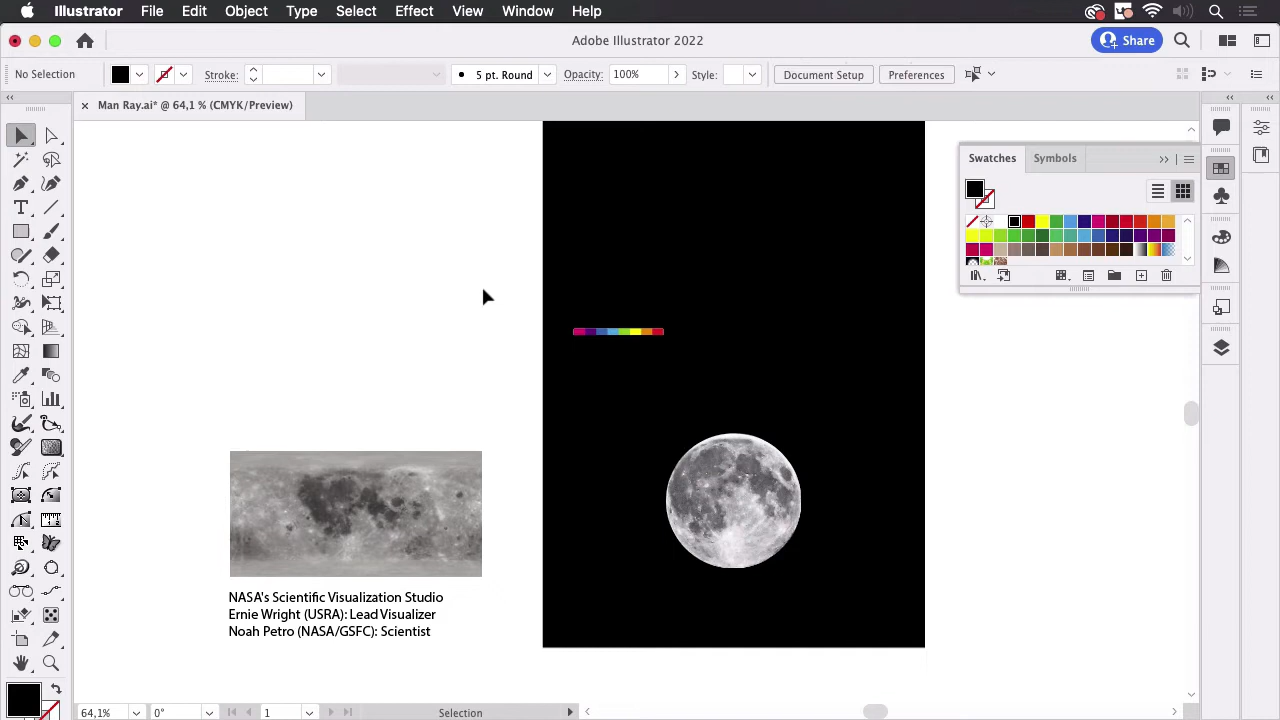 Illustrator File Edit Object Type Select Effect View Window Help
Adobe Illustrator 2022
Share
No Selection
Stroke:
5 pt. Round
Opacity:
100%
Style:
Document Setup
Preferences
× Man Ray.ai* @ 64,1 % (CMYK/Preview)
Swatches
Symbols
NASA's Scientific Visualization Studio
Ernie Wright (USRA): Lead Visualizer
Noah Petro (NASA/GSFC): Scientist
64,1%
0°
1
Selection